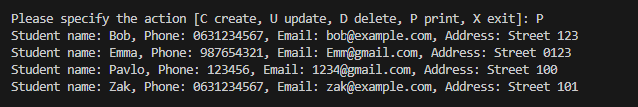 Please specify the action [C create, U update, D delete, P print, X exit]: P
Student name: Bob, Phone: 0631234567, Email: bob@example.com, Address: Street 123
Student name: Emma, Phone: 987654321, Email: Emm@gmail.com, Address: Street 0123
Student name: Pavlo, Phone: 123456, Email: 1234@gmail.com, Address: Street 100
Student name: Zak, Phone: 0631234567, Email: zak@example.com, Address: Street 101